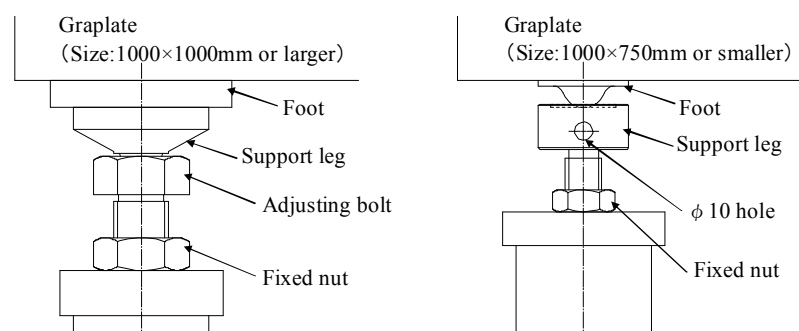 Graplate
（Size:1000×1000mm or larger）
Foot
Support leg
Adjusting bolt
Fixed nut
Graplate
（Size:1000×750mm or smaller）
Foot
Support leg
φ 10 hole
Fixed nut